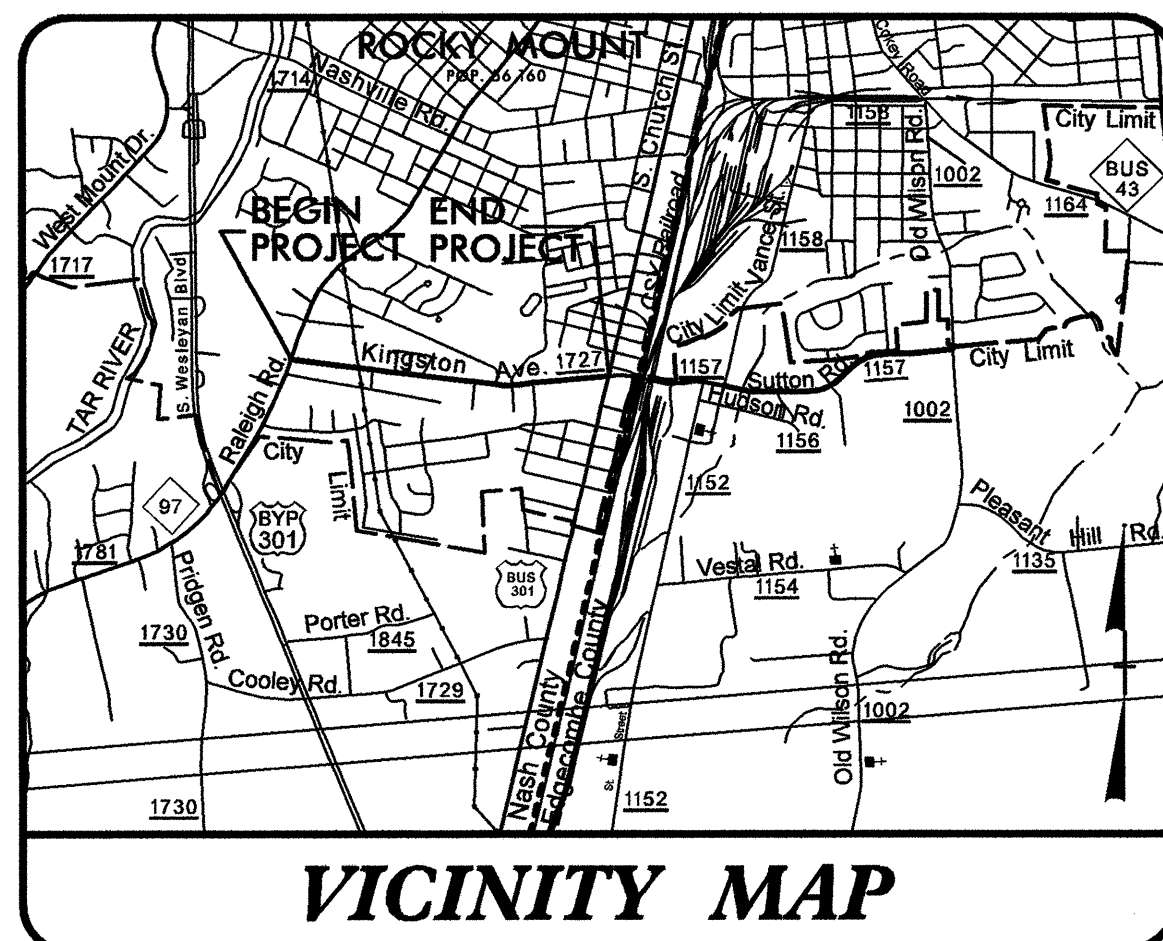 ROCKY MOUNT
POP. 56,160
1714
Nashville Rd.
S. Church St.
Cokey Road
1158
City Limit
West Mount Dr.
BUS
43
1002
1164
Old Wilson Rd.
BEGIN
PROJECT
END
PROJECT
CSX Railroad
Vance St.
1158
1717
S. Wesleyan Blvd
TAR RIVER
City Limit
Kingston Ave.
1727
1157
Sutton Rd.
1157
City Limit
Hudson Rd.
1156
1002
Raleigh Rd.
City
Limit
97
BYP
301
1152
Pleasant Hill Rd.
1135
1781
Pridgen Rd.
BUS
301
Vestal Rd.
1154
Porter Rd.
1845
1730
Cooley Rd.
1729
Nash County
Edgecombe County
Old Wilson Rd.
1002
Street
St.
1152
1730
VICINITY MAP